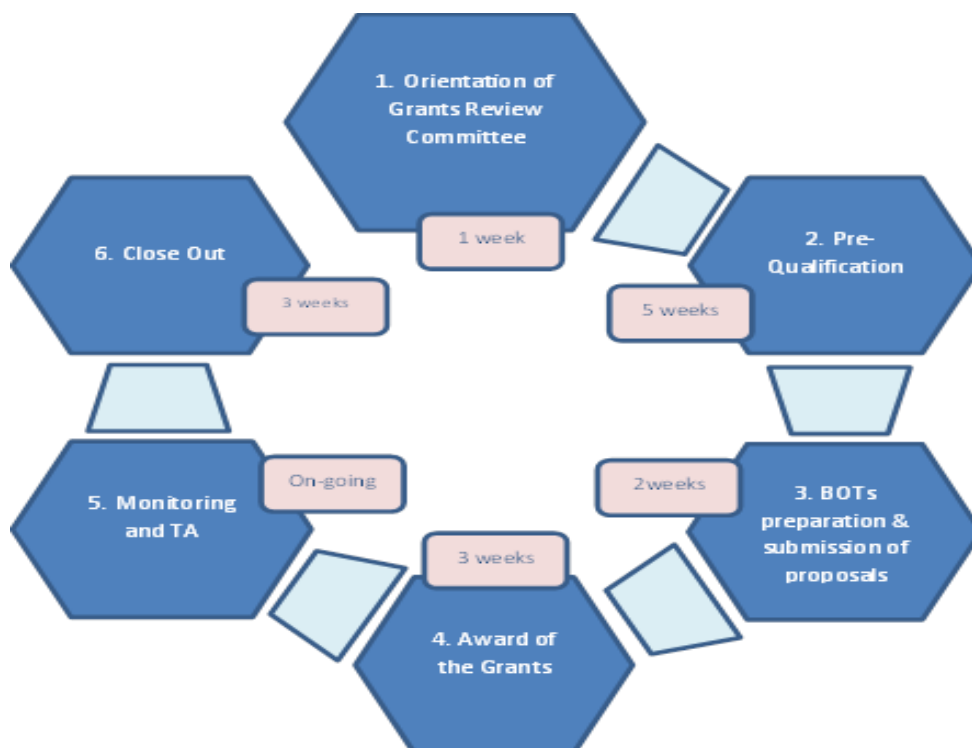 1. Orientation of
Grants Review
Committee
1 week
2. Pre-
Qualification
5 weeks
3. BOTs
preparation &
submission of
proposals
2weeks
4. Award of
the Grants
3 weeks
5. Monitoring
and TA
On-going
6. Close Out
3 weeks